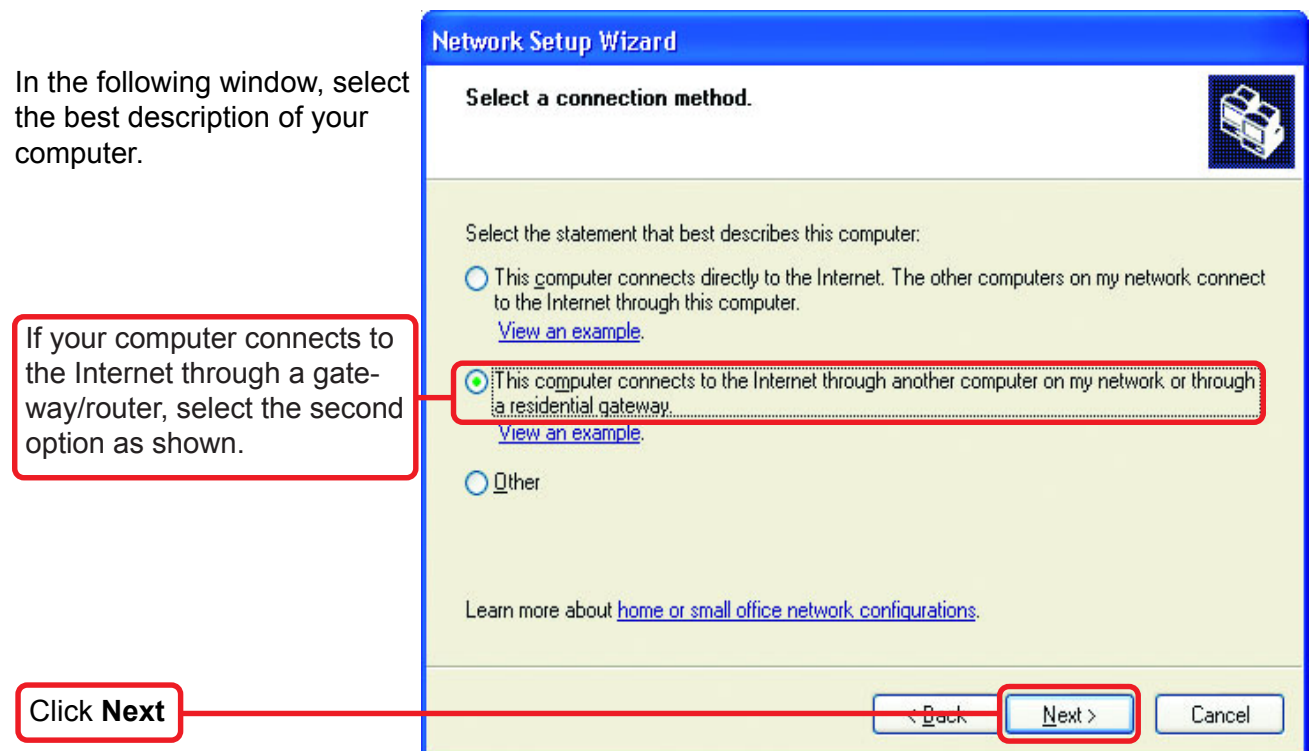 In the following window, select
the best description of your
computer.
If your computer connects to
the Internet through a gate-
way/router, select the second
option as shown.
Click Next
Network Setup Wizard
Select a connection method.
Select the statement that best describes this computer:
This computer connects directly to the Internet. The other computers on my network connect
to the Internet through this computer.
View an example.
This computer connects to the Internet through another computer on my network or through
a residential gateway.
View an example.
Other
Learn more about home or small office network configurations.
< Back
Next >
Cancel